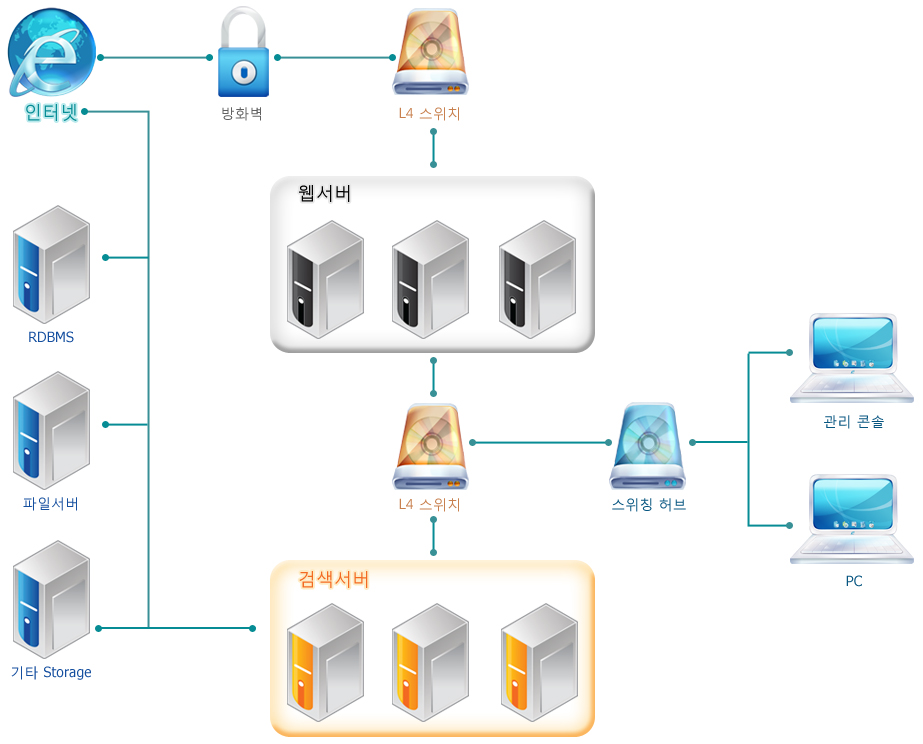 인터넷
방화벽
L4 스위치
웹서버
RDBMS
파일서버
기타 Storage
L4 스위치
스위칭 허브
관리 콘솔
PC
검색서버